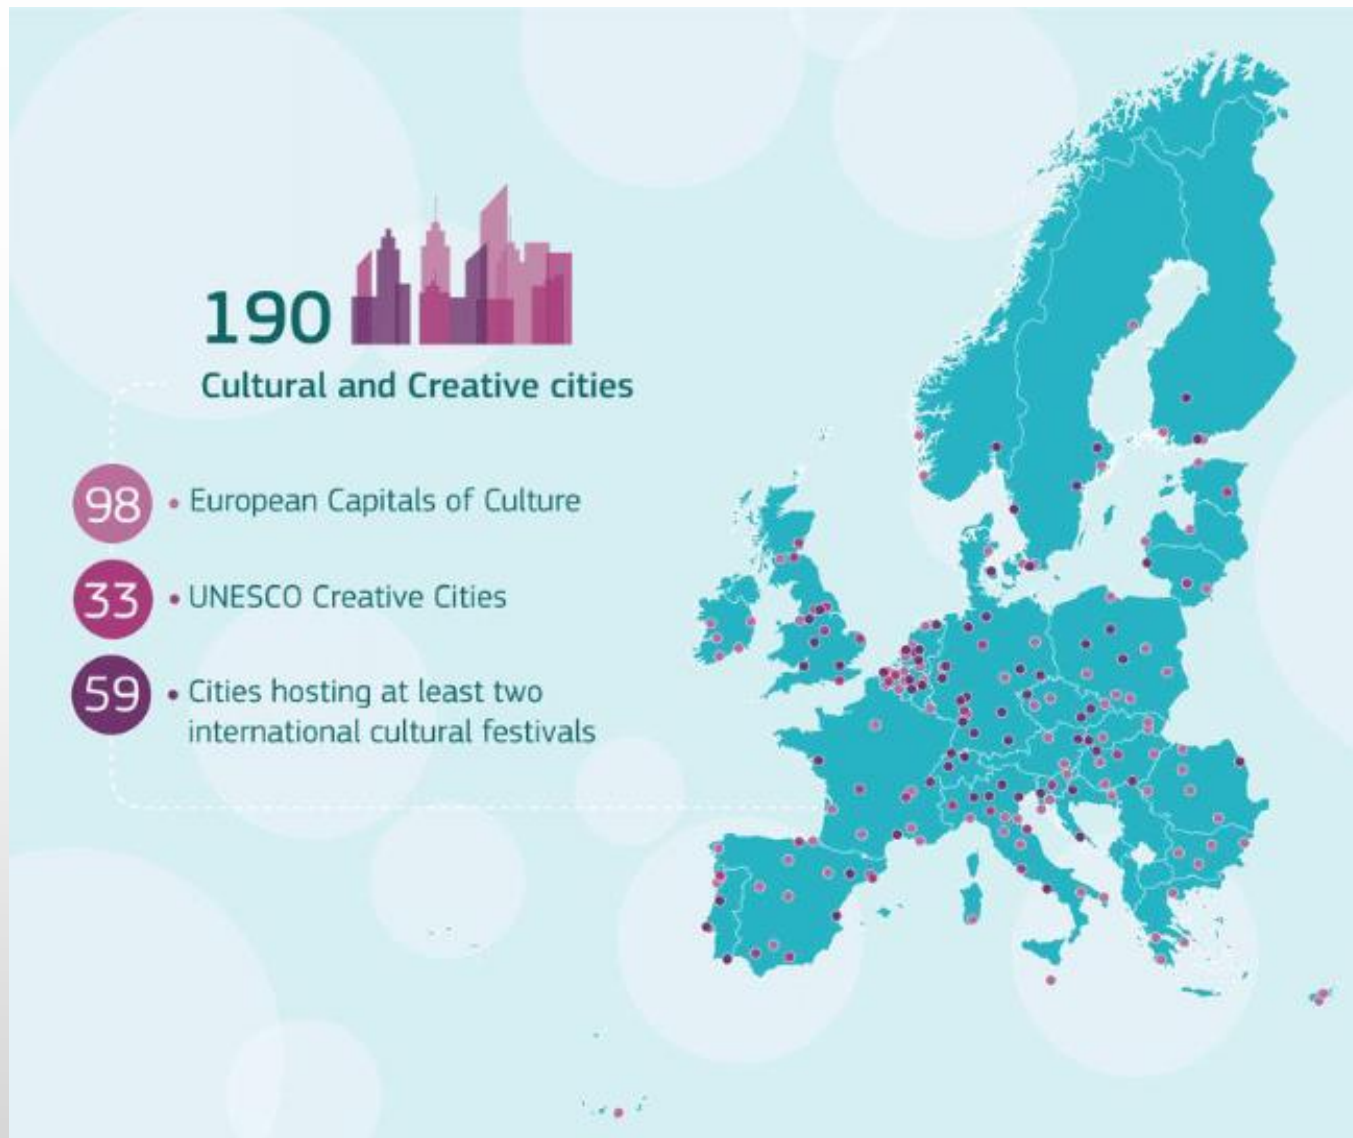 190
Cultural and Creative cities
98
European Capitals of Culture
33
UNESCO Creative Cities
59
Cities hosting at least two
international cultural festivals